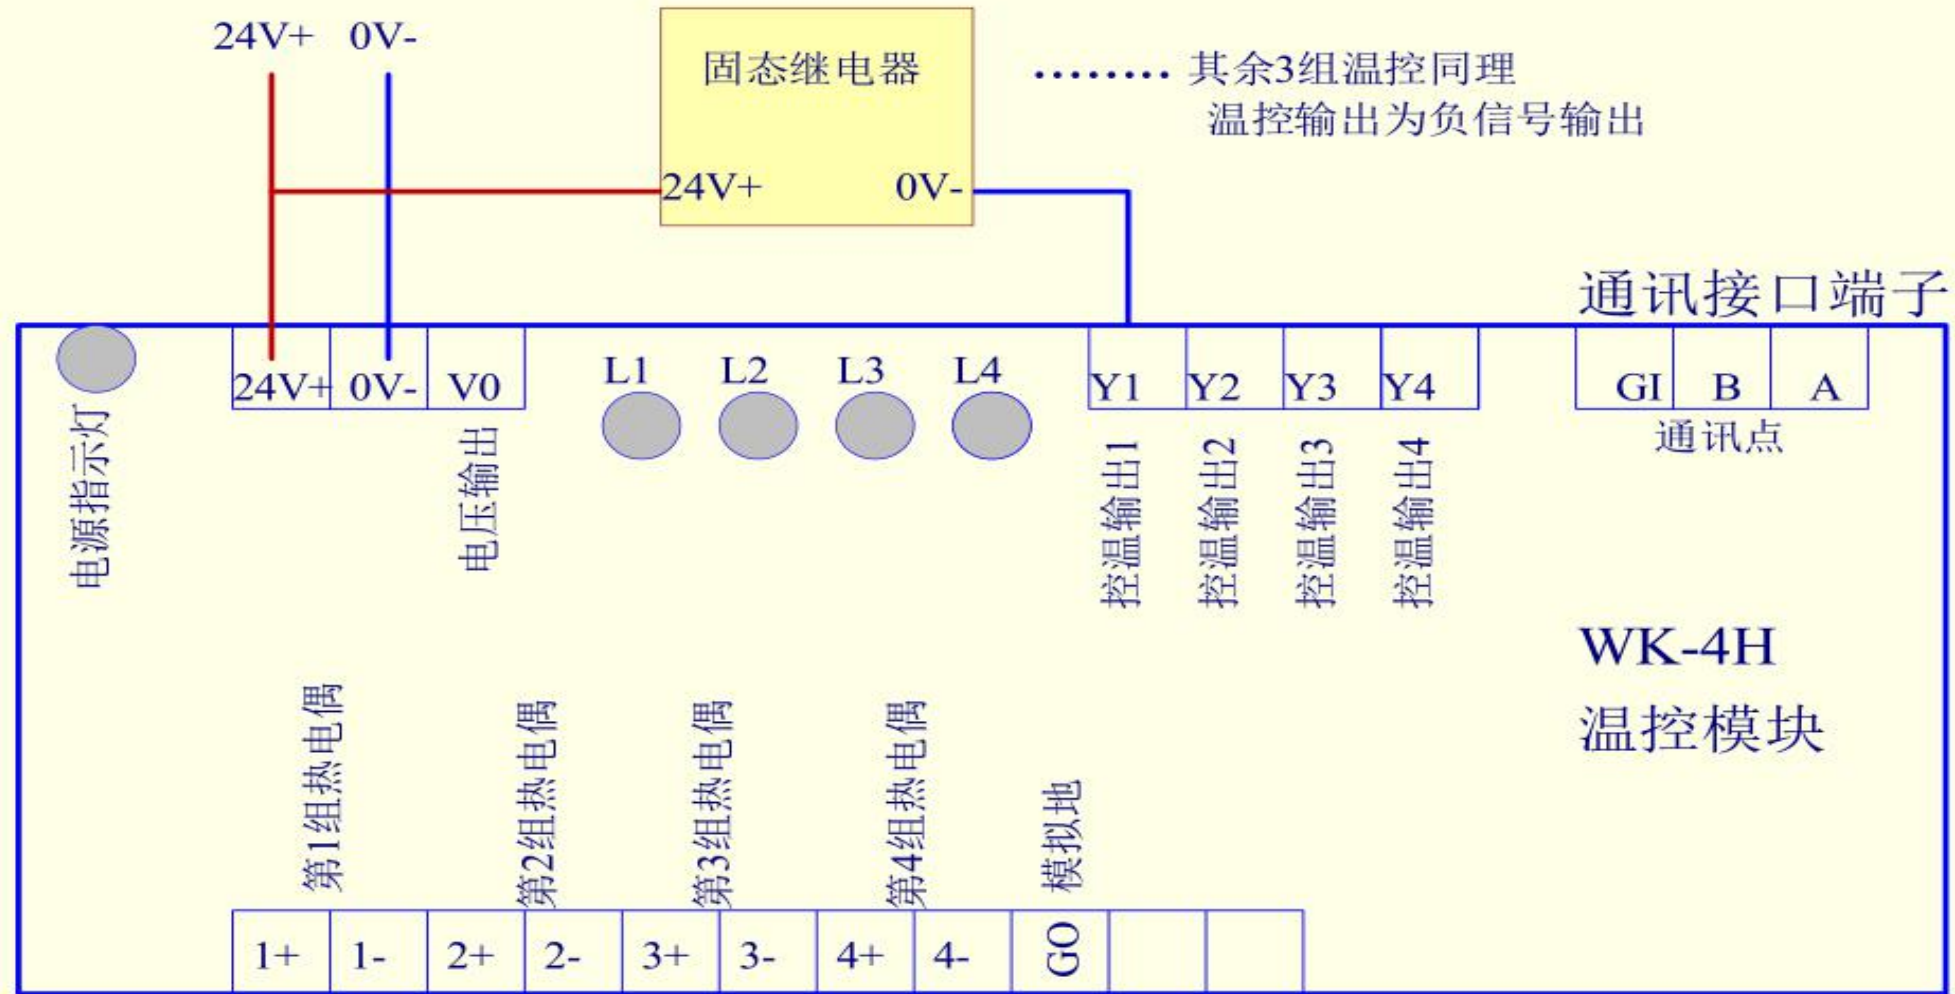 24V+ 0V-
固态继电器
........ 其余3组温控同理
温控输出为负信号输出
24V+ 0V-
通讯接口端子
24V+ 0V- V0
L1 L2 L3 L4
Y1 Y2 Y3 Y4
GI B A
通讯点
电源指示灯
电压输出
控温输出1
控温输出2
控温输出3
控温输出4
WK-4H
温控模块
第1组热电偶
第2组热电偶
第3组热电偶
第4组热电偶
模拟地
1+ 1- 2+ 2- 3+ 3- 4+ 4- GO